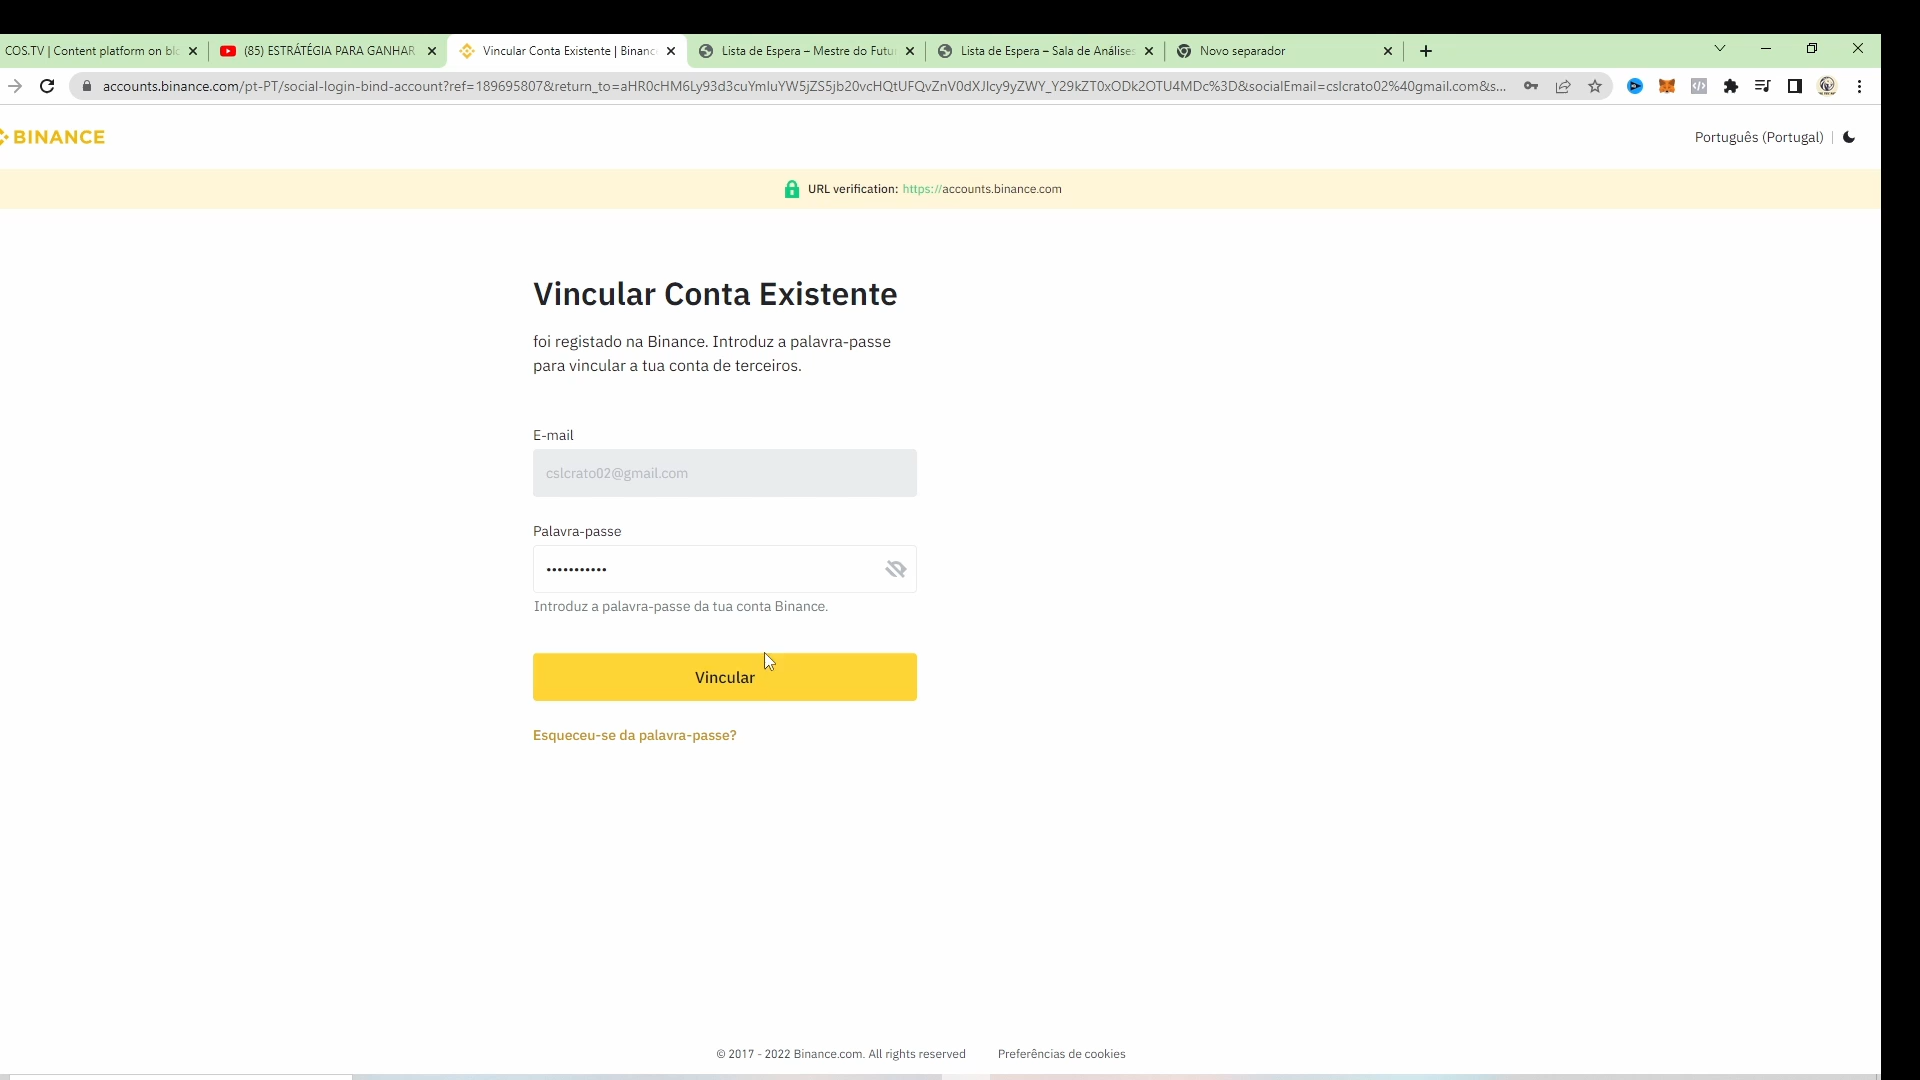 COS.TV | Content platform on blo
(85) ESTRÁTÉGIA PARA GANHAR
Vincular Conta Existente | Binanc
Lista de Espera – Mestre do Futu
Lista de Espera – Sala de Análises
Novo separador
accounts.binance.com/pt-PT/social-login-bind-account?ref=189695807&return_to=aHR0cHM6Ly93d3cuYmluYW5jZS5jb20vcHQtUFQvZnV0dXJlcy9yZWY_Y29kZT0xODk2OTU4MDc%3D&socialEmail=cslcrato02%40gmail.com&s...
BINANCE
Português (Portugal)
URL verification: https://accounts.binance.com
Vincular Conta Existente
foi registado na Binance. Introduz a palavra-passe
para vincular a tua conta de terceiros.
E-mail
cslcrato02@gmail.com
Palavra-passe
•••••••••••
Introduz a palavra-passe da tua conta Binance.
Vincular
Esqueceu-se da palavra-passe?
© 2017 - 2022 Binance.com. All rights reserved
Preferências de cookies